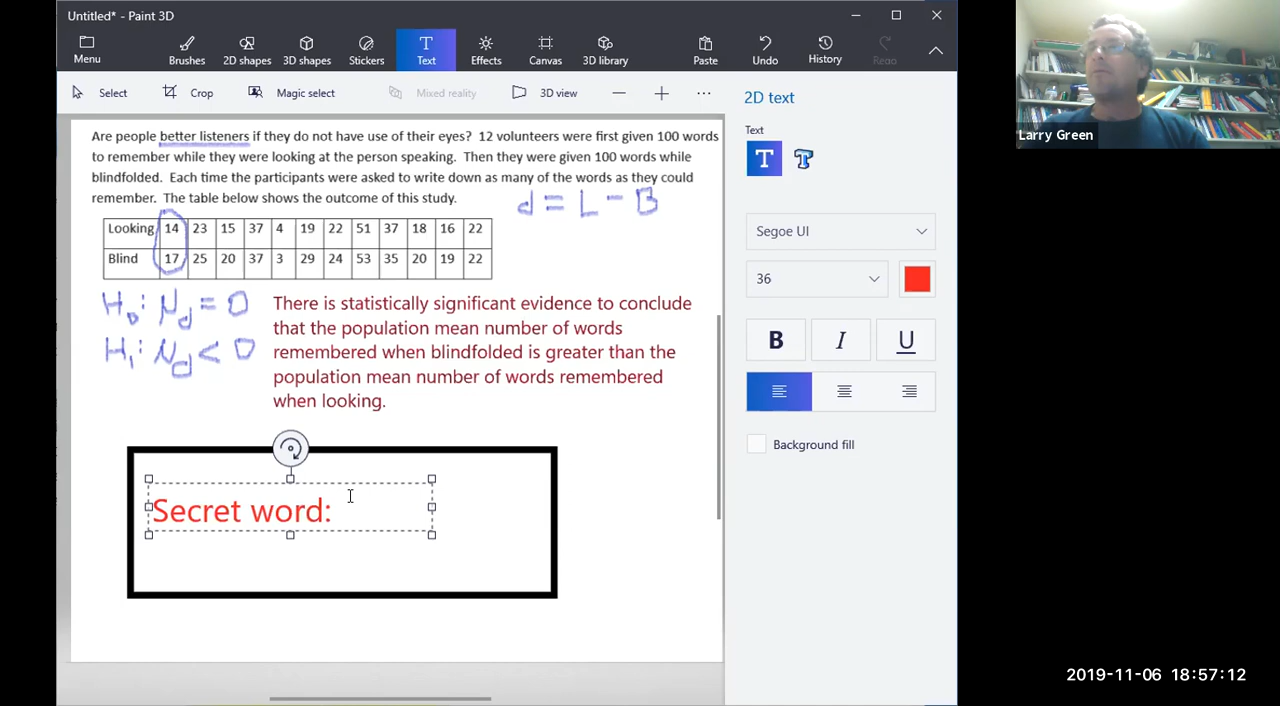 Untitled* - Paint 3D
Menu
Brushes
2D shapes
3D shapes
Stickers
Text
Effects
Canvas
3D library
Paste
Undo
History
Redo
Select
Crop
Magic select
Mixed reality
3D view
2D text
Text
T
T
Segoe UI
36
B I U
Background fill
Are people better listeners if they do not have use of their eyes? 12 volunteers were first given 100 words
to remember while they were looking at the person speaking. Then they were given 100 words while
blindfolded. Each time the participants were asked to write down as many of the words as they could
remember. The table below shows the outcome of this study.
d = L - B
Looking 14 23 15 37 4 19 22 51 37 18 16 22
Blind 17 25 20 37 3 29 24 53 35 20 19 22
H₀: μd = 0
H₁: μd < 0
There is statistically significant evidence to conclude
that the population mean number of words
remembered when blindfolded is greater than the
population mean number of words remembered
when looking.
Secret word:
Larry Green
2019-11-06 18:57:12